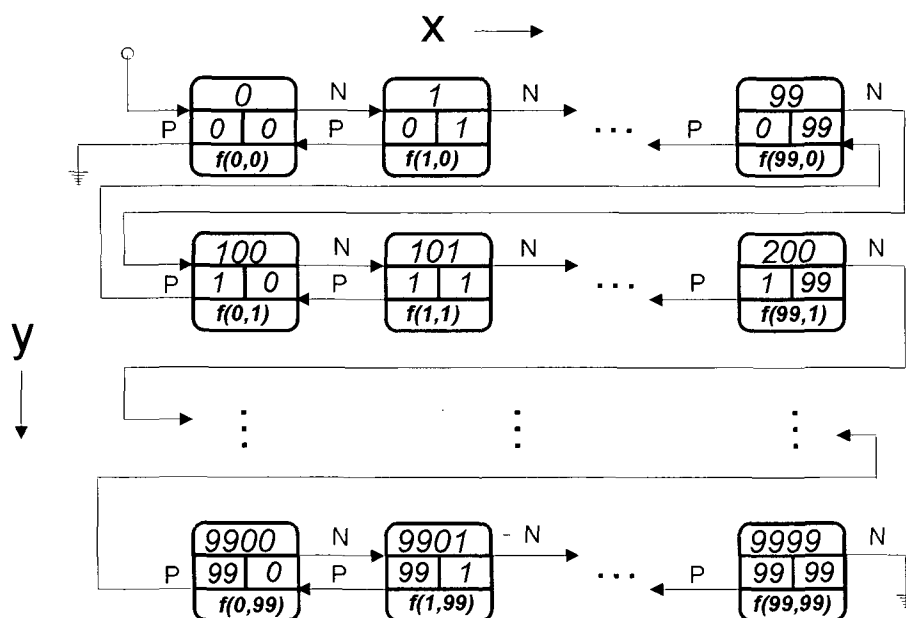 x
0 N 1 N 99 N
P 0 0 P 0 1 ... P 0 99
f(0,0) f(1,0) f(99,0)
100 N 101 N 200 N
P 1 0 P 1 1 ... P 1 99
f(0,1) f(1,1) f(99,1)
y
9900 N 9901 N 9999 N
P 99 0 P 99 1 ... P 99 99
f(0,99) f(1,99) f(99,99)